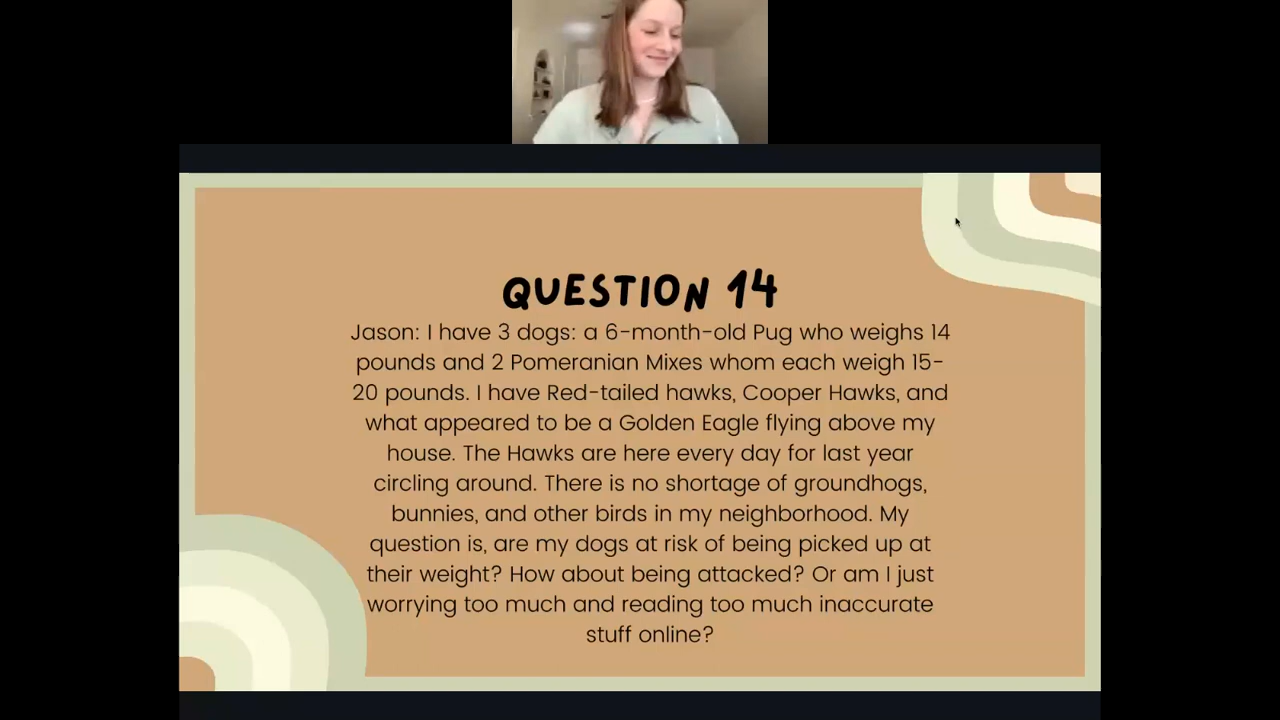 QUESTION 14
Jason: I have 3 dogs: a 6-month-old Pug who weighs 14
pounds and 2 Pomeranian Mixes whom each weigh 15-
20 pounds. I have Red-tailed hawks, Cooper Hawks, and
what appeared to be a Golden Eagle flying above my
house. The Hawks are here every day for last year
circling around. There is no shortage of groundhogs,
bunnies, and other birds in my neighborhood. My
question is, are my dogs at risk of being picked up at
their weight? How about being attacked? Or am I just
worrying too much and reading too much inaccurate
stuff online?